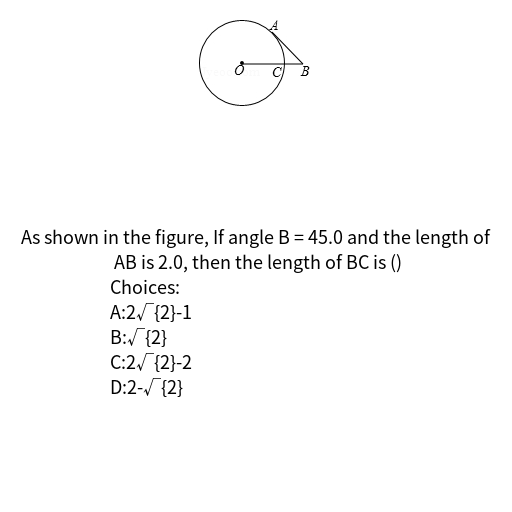 A
O
C
B
As shown in the figure, If angle B = 45.0 and the length of
AB is 2.0, then the length of BC is ()
Choices:
A:2√{2}-1
B:√{2}
C:2√{2}-2
D:2-√{2}